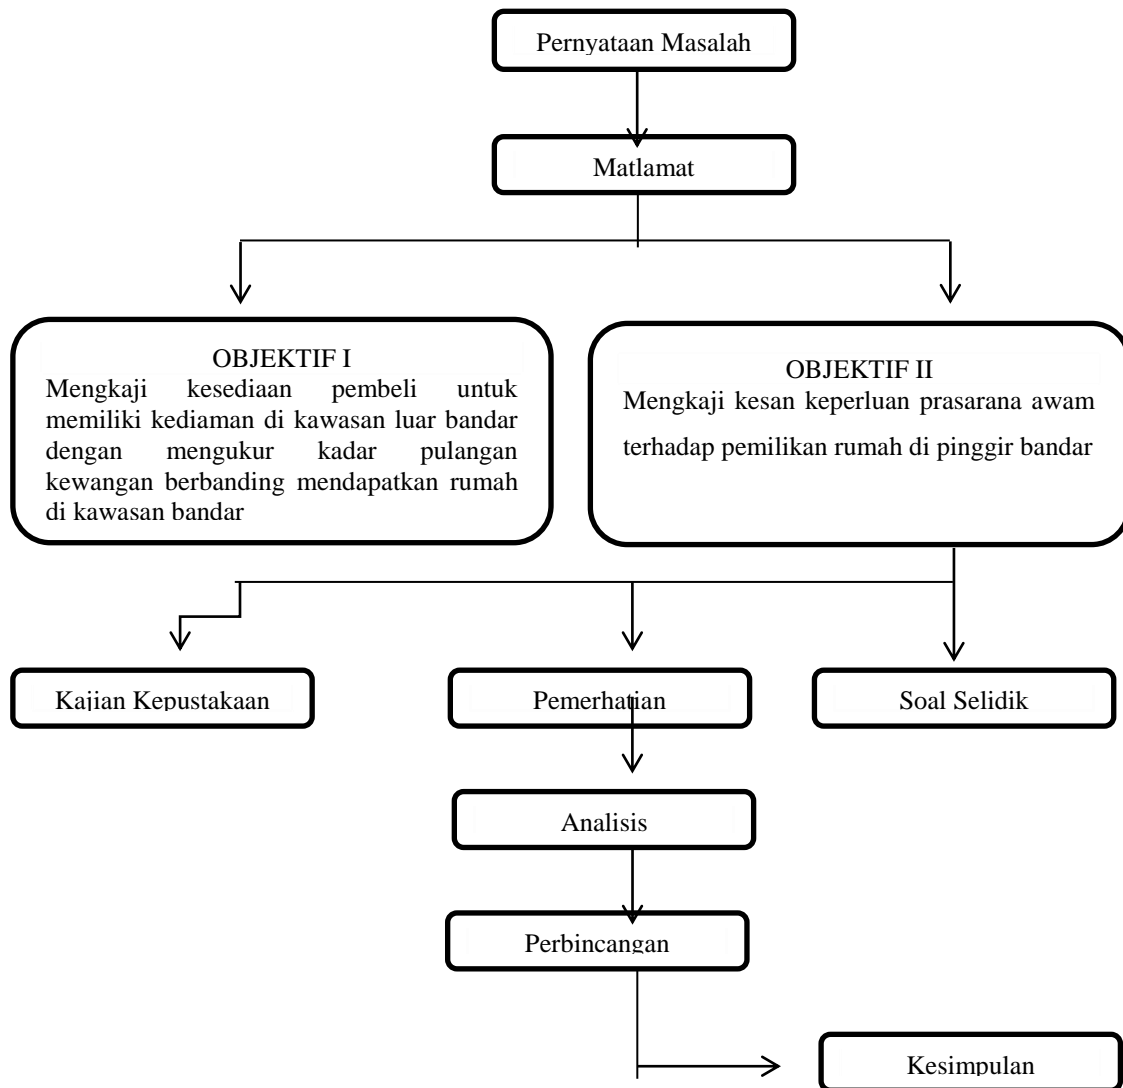 Pernyataan Masalah
Matlamat
OBJEKTIF I
Mengkaji kesediaan pembeli untuk
memiliki kediaman di kawasan luar bandar
dengan mengukur kadar pulangan
kewangan berbanding mendapatkan rumah
di kawasan bandar
OBJEKTIF II
Mengkaji kesan keperluan prasarana awam
terhadap pemilikan rumah di pinggir bandar
Kajian Kepustakaan
Pemerhatian
Soal Selidik
Analisis
Perbincangan
Kesimpulan